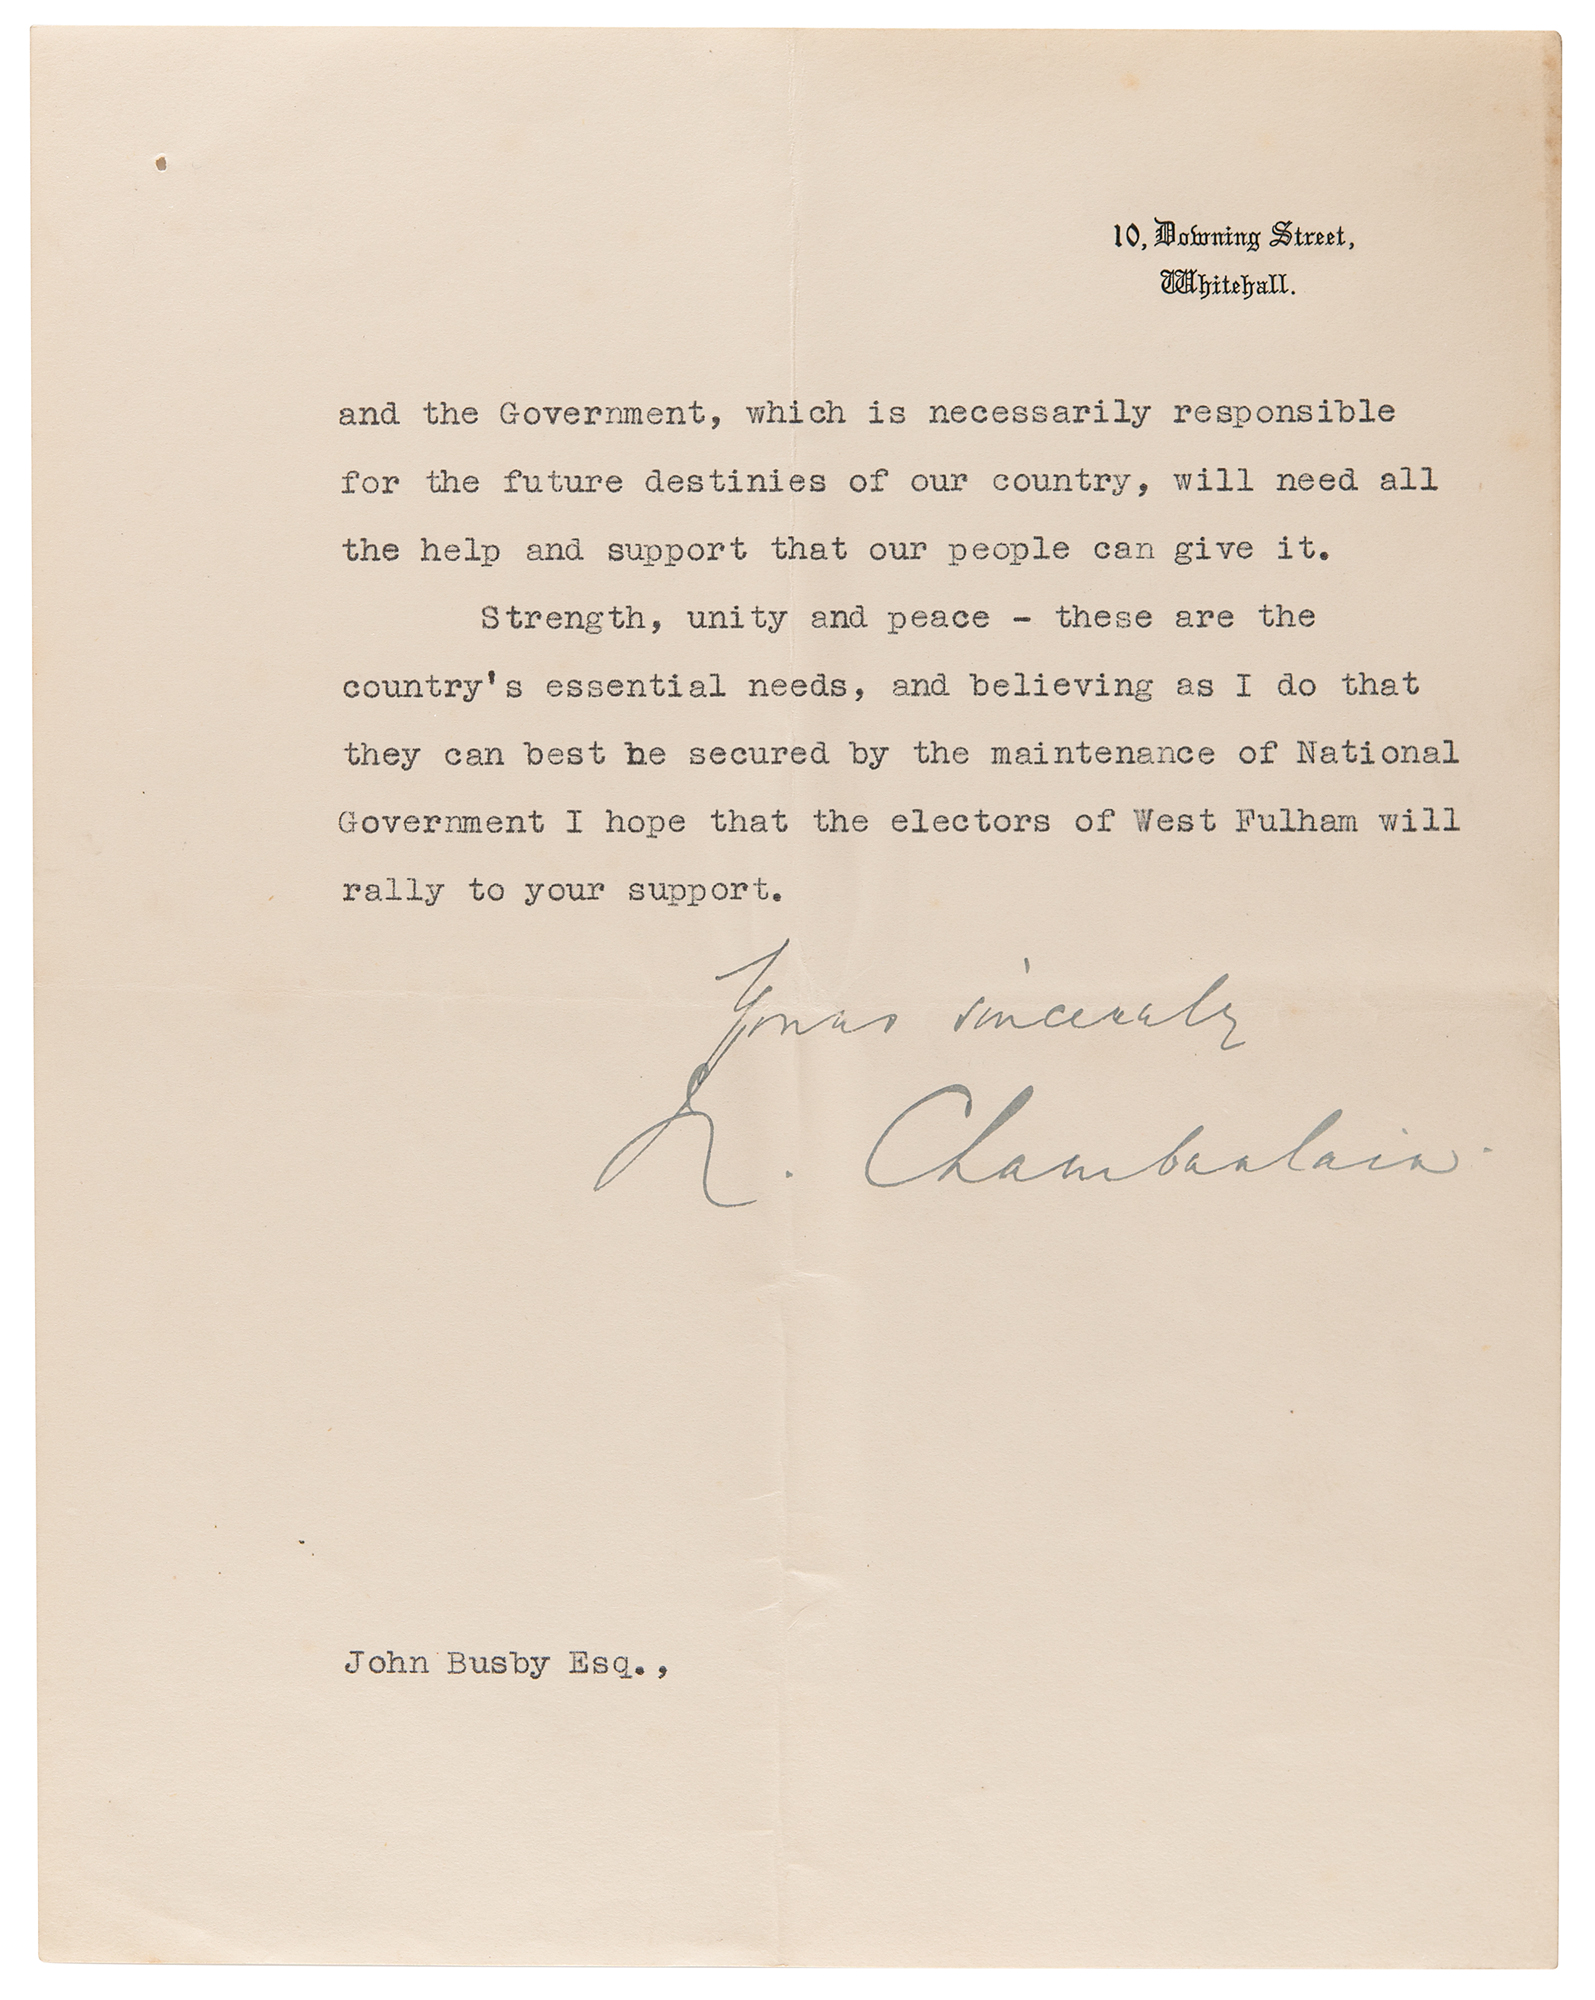 10, Downing Street,
Whitehall.
and the Government, which is necessarily responsible
for the future destinies of our country, will need all
the help and support that our people can give it.
Strength, unity and peace - these are the
country's essential needs, and believing as I do that
they can best be secured by the maintenance of National
Government I hope that the electors of West Fulham will
rally to your support.
Yours sincerely
N. Chamberlain.
John Busby Esq.,